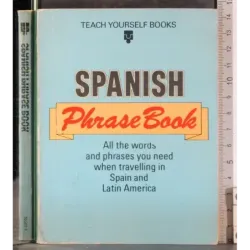 TEACH YOURSELF BOOKS
SPANISH
Phrase Book
All the words
and phrases you need
when travelling in
Spain and
Latin America
SPANISH PHRASE BOOK